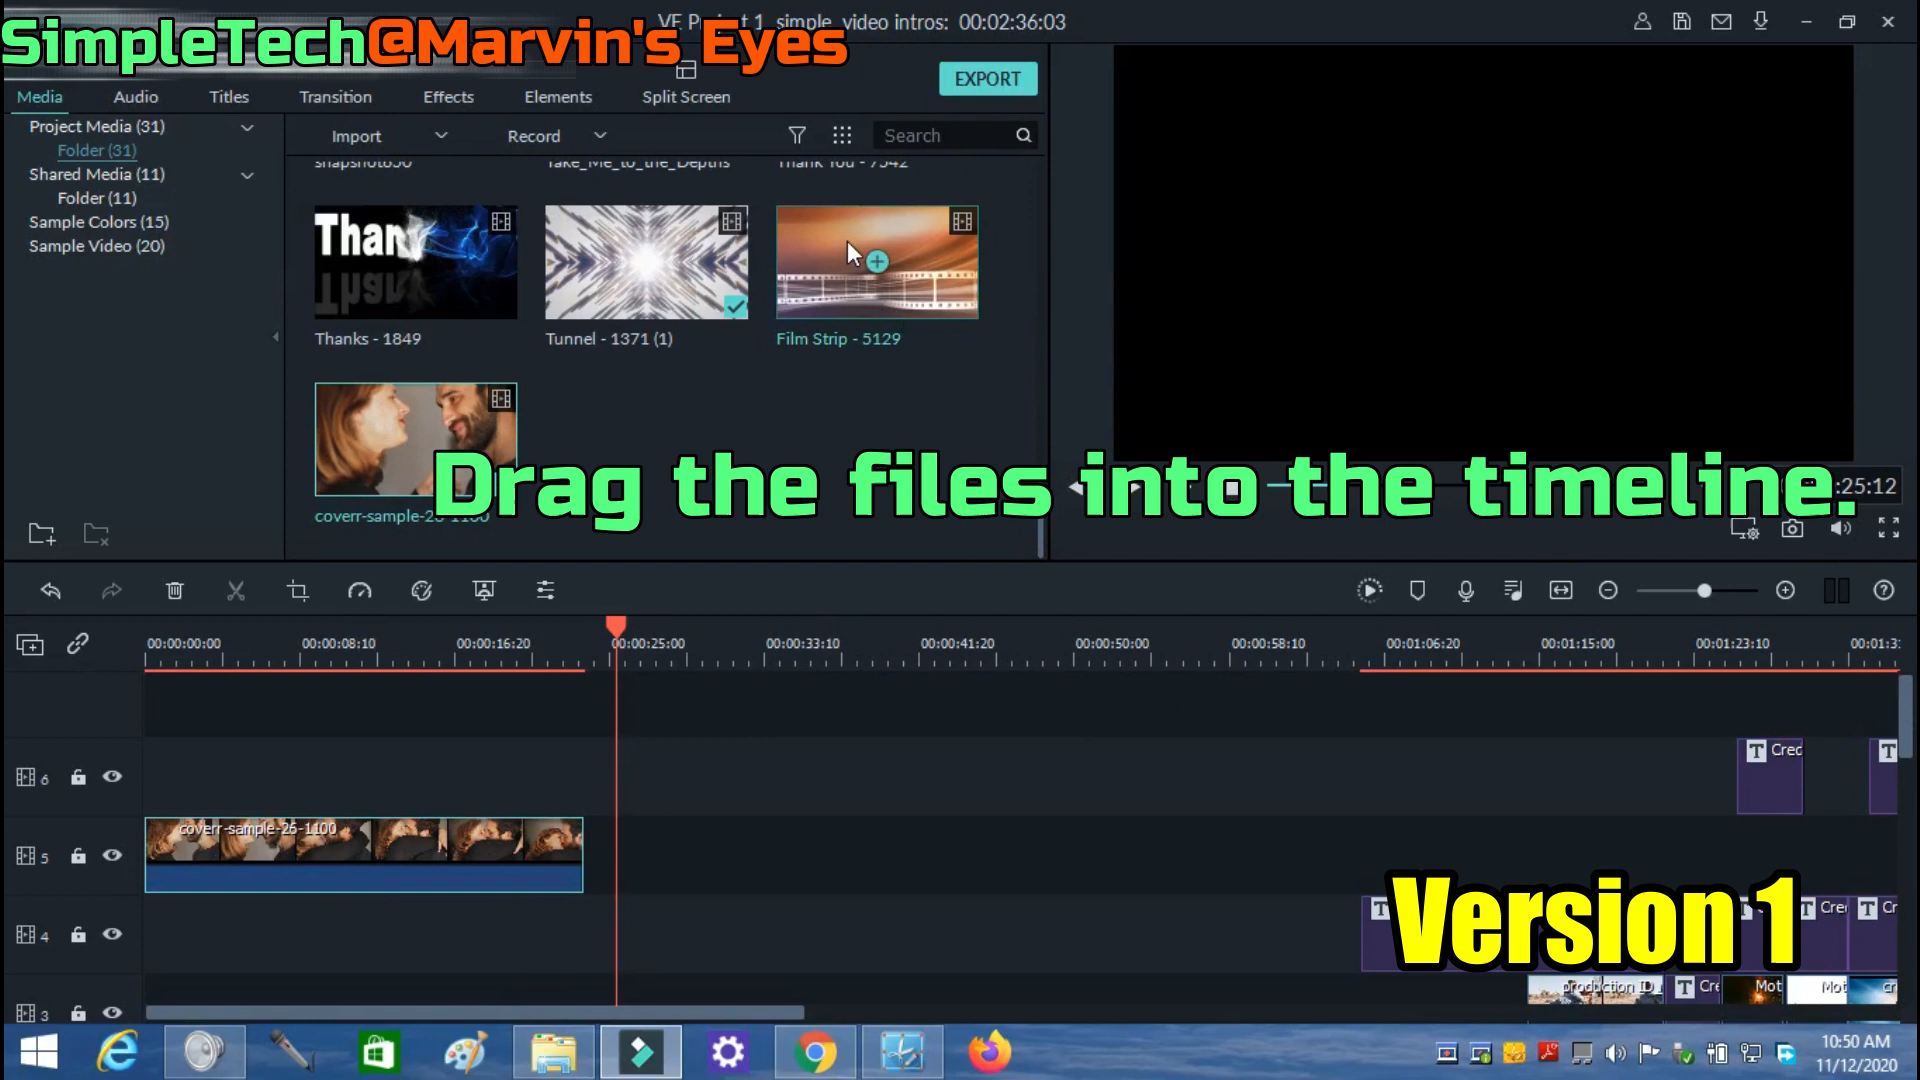 SimpleTech@Marvin's Eyes
simple_video intros: 00:02:36:03
EXPORT
Media Audio Titles Transition Effects Elements Split Screen
Project Media (31)
Folder (31)
Shared Media (11)
Folder (11)
Sample Colors (15)
Sample Video (20)
Import Record Search
snapshot650 Take_Me_to_the_Depths Thank You - 7542
Thank
Thanks - 1849 Tunnel - 1371 (1) Film Strip - 5129
coverr-sample-26-1100
Drag the files into the timeline.
:25:12
00:00:00:00 00:00:08:10 00:00:16:20 00:00:25:00 00:00:33:10 00:00:41:20 00:00:50:00 00:00:58:10 00:01:06:20 00:01:15:00 00:01:23:10 00:01:3
6
T Cred
T
5
coverr-sample-26-1100
4
T
T Cre
T Cr
Version 1
3
production ID
T Cre
Mot
Mot
cr
10:50 AM
11/12/2020